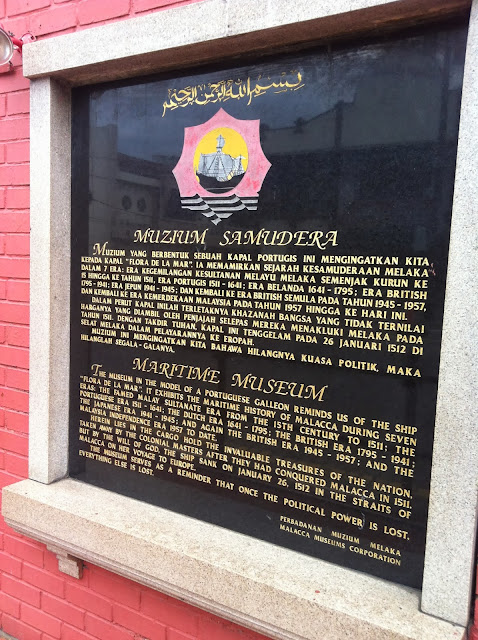 بسم الله الرحمن الرحيم
MUZIUM SAMUDERA
MUZIUM YANG BERBENTUK SEBUAH KAPAL PORTUGIS INI MENGINGATKAN KITA
KEPADA KAPAL "FLORA DE LA MAR". IA MEMAMIRKAN SEJARAH KESAMUDERAAN MELAKA
DALAM 7 ERA: ERA KEGEMILANGAN KESULTANAN MELAYU MELAKA SEMENJAK KURUN KE
15 HINGGA KE TAHUN 1511, ERA PORTUGIS 1511 - 1641; ERA BELANDA 1641 - 1795; ERA BRITISH
1795 - 1941; ERA JEPUN 1941 - 1945; DAN KEMBALI KE ERA BRITISH SEMULA PADA TAHUN 1945 - 1957,
DAN KEMBALI KE ERA KEMERDEKAAN MALAYSIA PADA TAHUN 1957 HINGGA KE HARI INI.
DALAM PERUT KAPAL INILAH TERLETAKNYA KHAZANAH BANGSA YANG TIDAK TERNILAI
HARGANYA YANG DIAMBIL OLEH PENJAJAH SELEPAS MEREKA MENAKLUKI MELAKA PADA
TAHUN 1511. DENGAN TAKDIR TUHAN, KAPAL INI TENGGELAM PADA 26 JANUARI 1512 DI
SELAT MELAKA DALAM PELAYARANNYA KE EROPAH.
MUZIUM INI MENGINGATKAN KITA BAHAWA HILANGNYA KUASA POLITIK, MAKA
HILANGLAH SEGALA - GALANYA.
MARITIME MUSEUM
THE MUSEUM IN THE MODEL OF A PORTUGUESE GALLEON REMINDS US OF THE SHIP
"FLORA DE LA MAR". IT EXHIBITS THE MARITIME HISTORY OF MALACCA DURING SEVEN
ERAS: THE FAMED MALAY SULTANATE ERA FROM THE 15TH CENTURY TO 1511; THE
PORTUGUESE ERA 1511 - 1641; THE DUTCH ERA 1641 - 1795; THE BRITISH ERA 1795 - 1941;
THE JAPANESE ERA 1941 - 1945; AND AGAIN THE BRITISH ERA 1945 - 1957; AND THE
MALAYSIA INDEPENDENCE ERA 1957 TO DATE.
HEREIN LIES IN THE CARGO HOLD THE INVALUABLE TREASURES OF THE NATION,
TAKEN AWAY BY THE COLONIAL MASTERS AFTER THEY HAD CONQUERED MALACCA IN 1511.
BUT BY THE WILL OF GOD, THE SHIP SANK ON JANUARY 26, 1512 IN THE STRAITS OF
MALACCA ON HER VOYAGE TO EUROPE.
THE MUSEUM SERVES AS A REMINDER THAT ONCE THE POLITICAL POWER IS LOST,
EVERYTHING ELSE IS LOST.
PERBADANAN MUZIUM MELAKA
MALACCA MUSEUMS CORPORATION